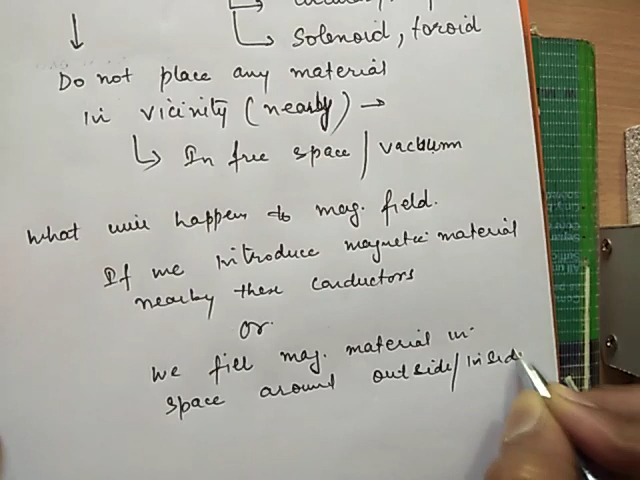 Solenoid, toroid
Do not place any material
in vicinity (nearby) →
In free space / vacuum
What will happen to mag. field.
If we introduce magnetic material
nearby these conductors
or.
we fill mag. material in
space around outside/insid